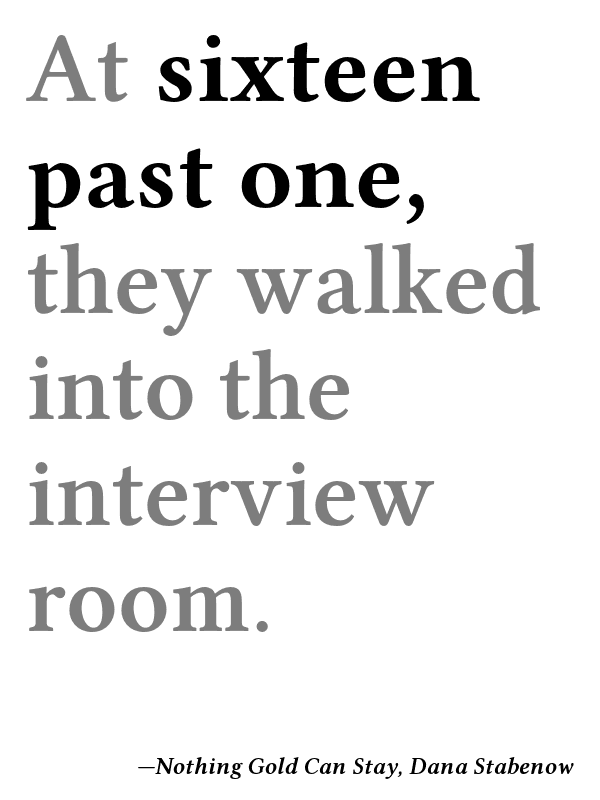 At sixteen
past one,
they walked
into the
interview
room.
—Nothing Gold Can Stay, Dana Stabenow